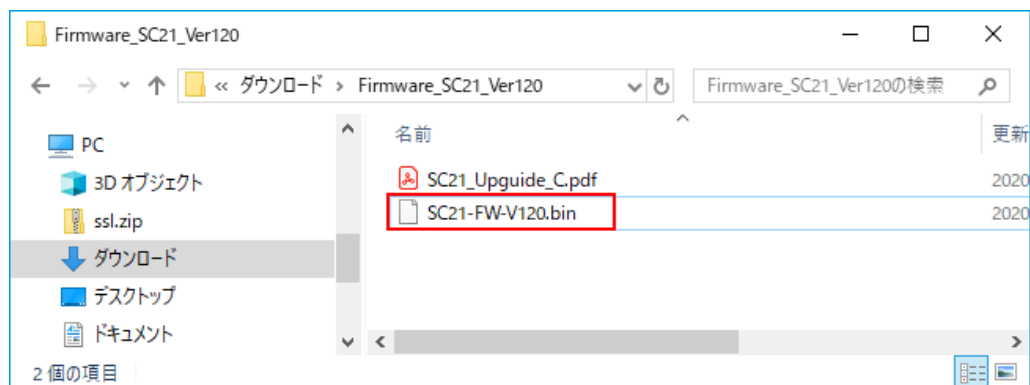 Firmware_SC21_Ver120
« ダウンロード > Firmware_SC21_Ver120
Firmware_SC21_Ver120の検索
PC
3D オブジェクト
ssl.zip
ダウンロード
デスクトップ
ドキュメント
名前
更新
SC21_Upguide_C.pdf
2020
SC21-FW-V120.bin
2020
2 個の項目